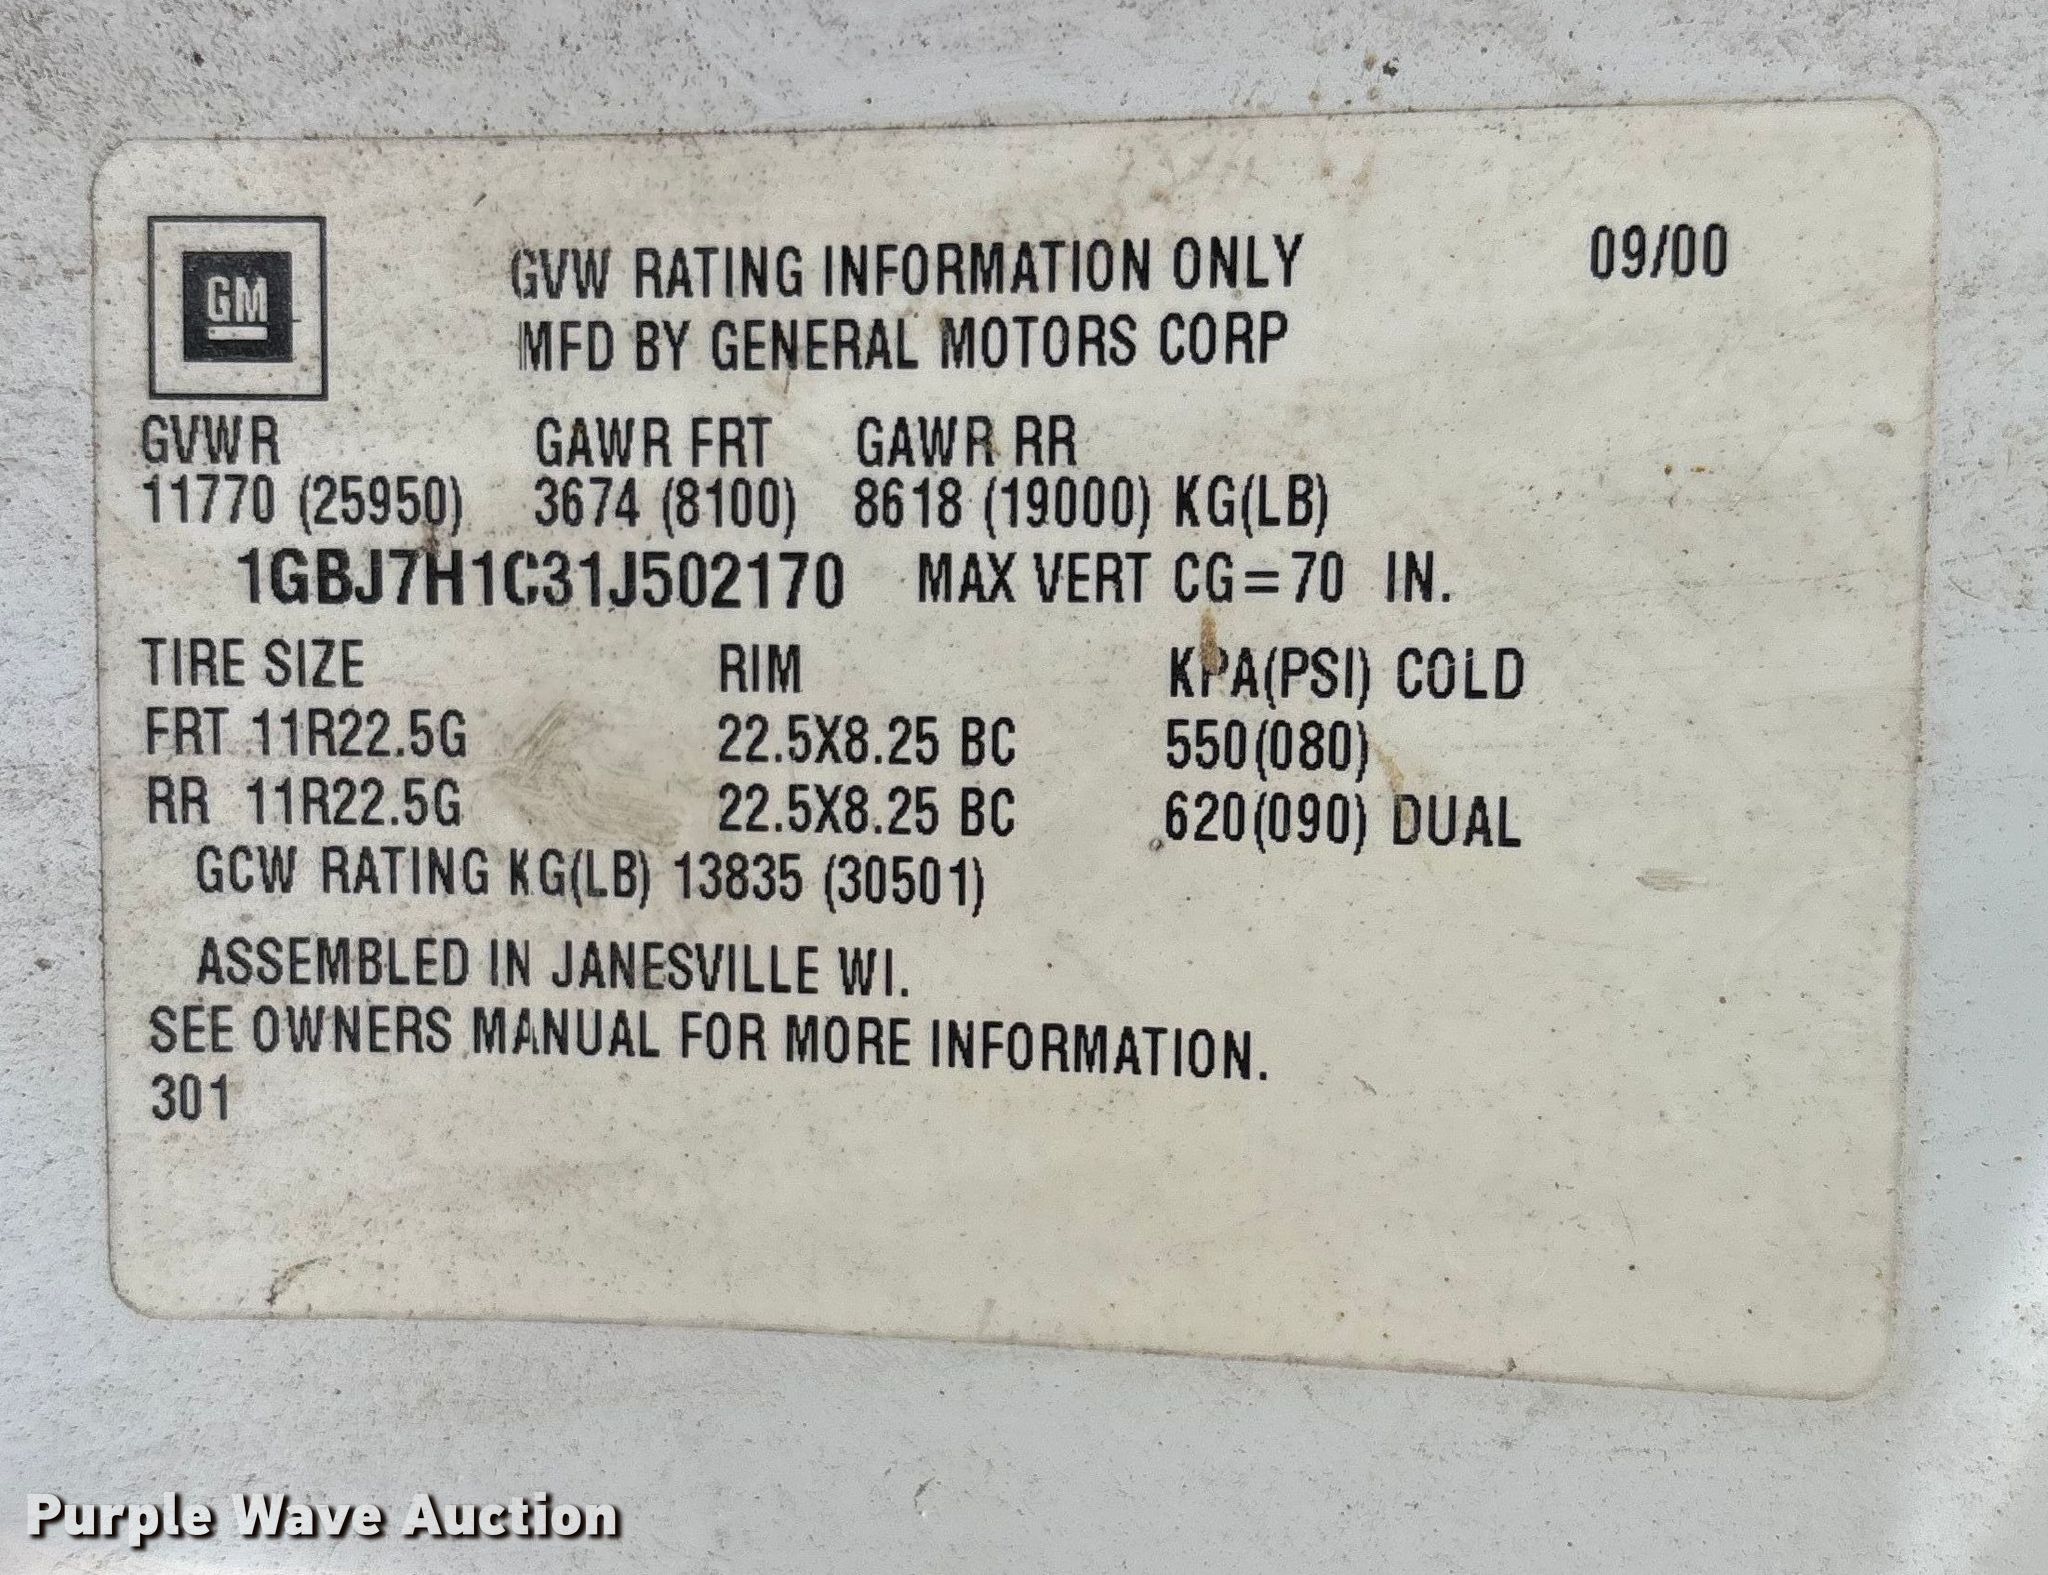 GM
GVW RATING INFORMATION ONLY 09/00
MFD BY GENERAL MOTORS CORP
GVWR GAWR FRT GAWR RR
11770 (25950) 3674 (8100) 8618 (19000) KG(LB)
1GBJ7H1C31J502170 MAX VERT CG=70 IN.
TIRE SIZE RIM KPA(PSI) COLD
FRT 11R22.5G 22.5X8.25 BC 550(080)
RR 11R22.5G 22.5X8.25 BC 620(090) DUAL
GCW RATING KG(LB) 13835 (30501)
ASSEMBLED IN JANESVILLE WI.
SEE OWNERS MANUAL FOR MORE INFORMATION.
301
Purple Wave Auction